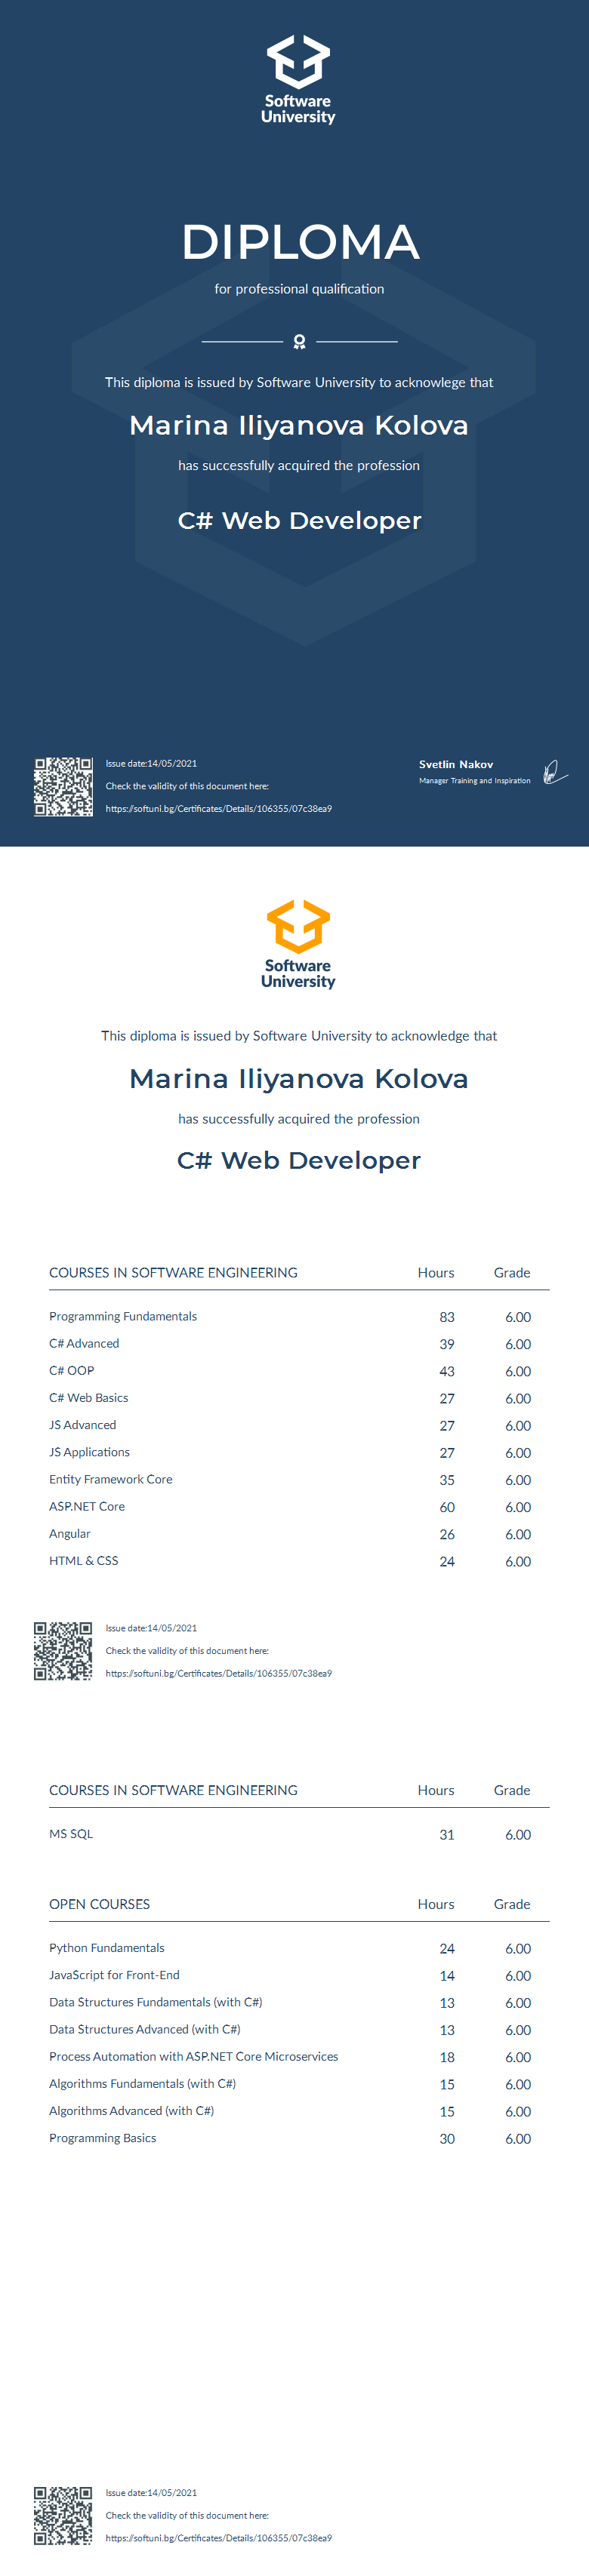 Software
University
DIPLOMA
for professional qualification
This diploma is issued by Software University to acknowlege that
Marina Iliyanova Kolova
has successfully acquired the profession
C# Web Developer
Issue date:14/05/2021
Check the validity of this document here:
https://softuni.bg/Certificates/Details/106355/07c38ea9
Svetlin Nakov
Manager Training and Inspiration
Software
University
This diploma is issued by Software University to acknowledge that
Marina Iliyanova Kolova
has successfully acquired the profession
C# Web Developer
COURSES IN SOFTWARE ENGINEERING Hours Grade
Programming Fundamentals 83 6.00
C# Advanced 39 6.00
C# OOP 43 6.00
C# Web Basics 27 6.00
JS Advanced 27 6.00
JS Applications 27 6.00
Entity Framework Core 35 6.00
ASP.NET Core 60 6.00
Angular 26 6.00
HTML & CSS 24 6.00
Issue date:14/05/2021
Check the validity of this document here:
https://softuni.bg/Certificates/Details/106355/07c38ea9
COURSES IN SOFTWARE ENGINEERING Hours Grade
MS SQL 31 6.00
OPEN COURSES Hours Grade
Python Fundamentals 24 6.00
JavaScript for Front-End 14 6.00
Data Structures Fundamentals (with C#) 13 6.00
Data Structures Advanced (with C#) 13 6.00
Process Automation with ASP.NET Core Microservices 18 6.00
Algorithms Fundamentals (with C#) 15 6.00
Algorithms Advanced (with C#) 15 6.00
Programming Basics 30 6.00
Issue date:14/05/2021
Check the validity of this document here:
https://softuni.bg/Certificates/Details/106355/07c38ea9